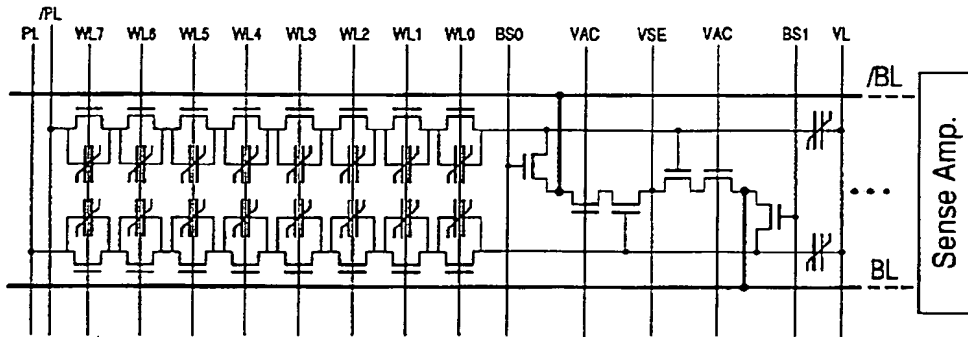 /PL
PL WL7 WL6 WL5 WL4 WL3 WL2 WL1 WL0 BS0 VAC VSE VAC BS1 VL
/BL
BL
Sense Amp.